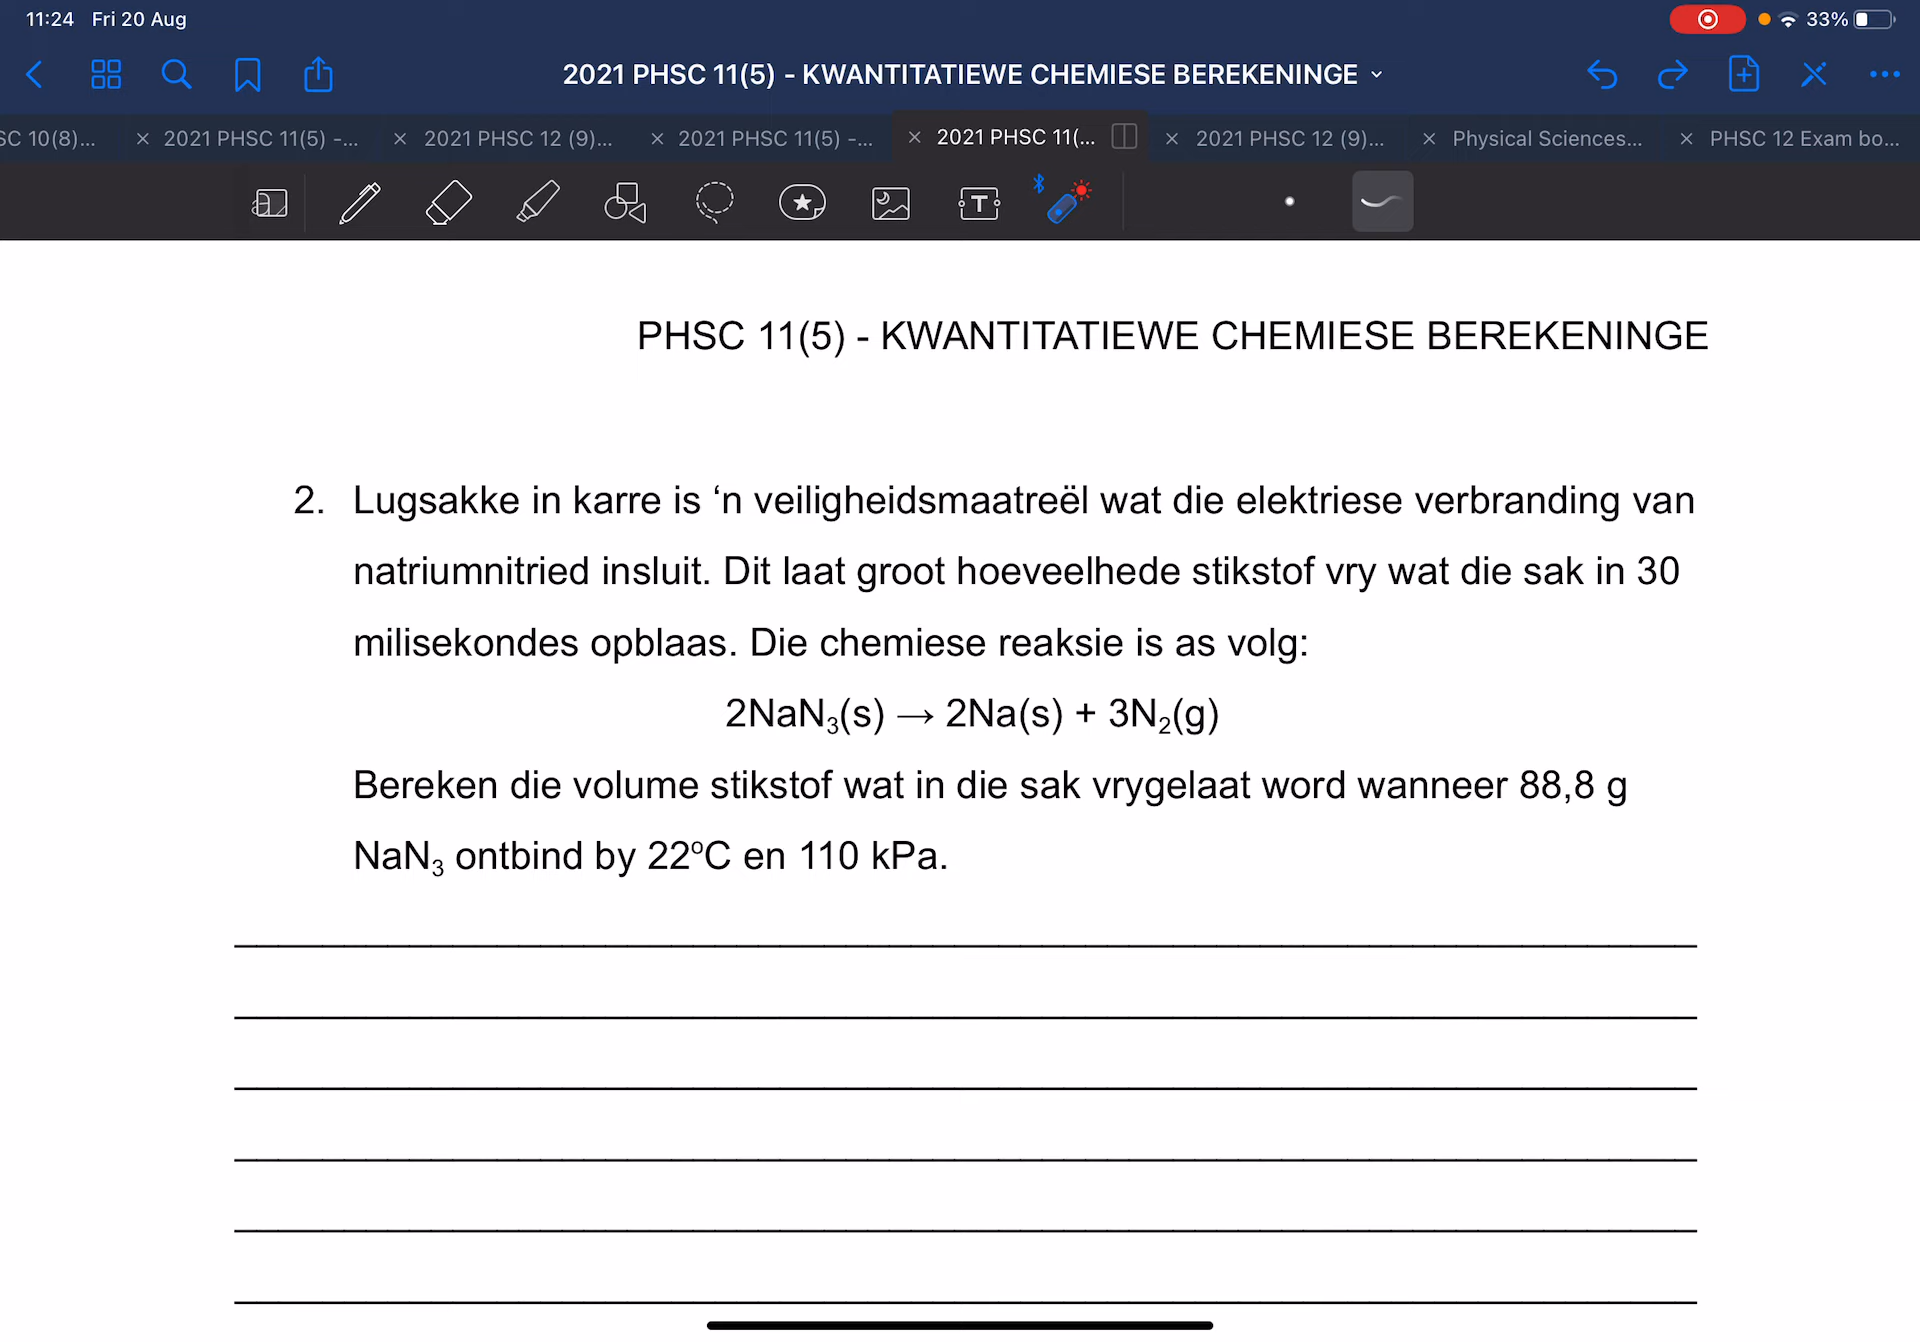 11:24 Fri 20 Aug
33%
2021 PHSC 11(5) - KWANTITATIEWE CHEMIESE BEREKENINGE
SC 10(8)... × 2021 PHSC 11(5) -... × 2021 PHSC 12 (9)... × 2021 PHSC 11(5) -... × 2021 PHSC 11(... × 2021 PHSC 12 (9)... × Physical Sciences... × PHSC 12 Exam bo...
PHSC 11(5) - KWANTITATIEWE CHEMIESE BEREKENINGE
2. Lugsakke in karre is ‘n veiligheidsmaatreël wat die elektriese verbranding van
natriumnitried insluit. Dit laat groot hoeveelhede stikstof vry wat die sak in 30
milisekondes opblaas. Die chemiese reaksie is as volg:
2NaN₃(s) → 2Na(s) + 3N₂(g)
Bereken die volume stikstof wat in die sak vrygelaat word wanneer 88,8 g
NaN₃ ontbind by 22ºC en 110 kPa.